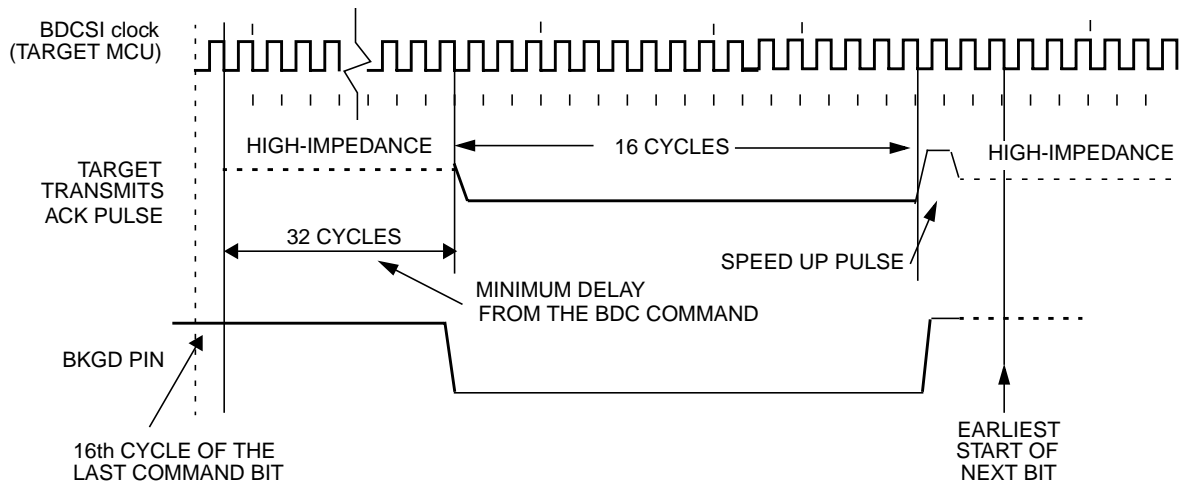 BDCSI clock
(TARGET MCU)
HIGH-IMPEDANCE
16 CYCLES
HIGH-IMPEDANCE
TARGET
TRANSMITS
ACK PULSE
32 CYCLES
SPEED UP PULSE
MINIMUM DELAY
FROM THE BDC COMMAND
BKGD PIN
16th CYCLE OF THE
LAST COMMAND BIT
EARLIEST
START OF
NEXT BIT